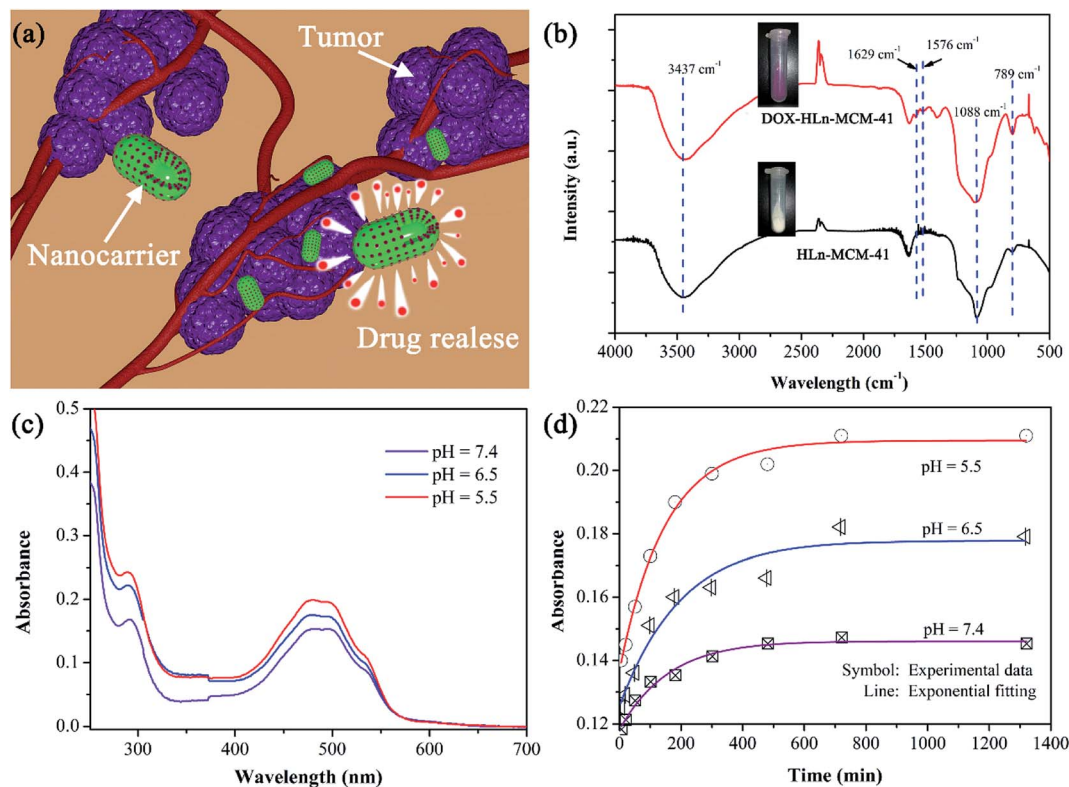 (a)
Tumor
Nanocarrier
Drug realese
(b)
1629 cm⁻¹
1576 cm⁻¹
3437 cm⁻¹
789 cm⁻¹
1088 cm⁻¹
DOX-HLn-MCM-41
HLn-MCM-41
Intensity (a.u.)
4000 3500 3000 2500 2000 1500 1000 500
Wavelength (cm⁻¹)
(c)
0.5
0.4
0.3
0.2
0.1
0.0
pH = 7.4
pH = 6.5
pH = 5.5
Absorbance
300 400 500 600 700
Wavelength (nm)
(d)
0.22
0.20
0.18
0.16
0.14
0.12
pH = 5.5
pH = 6.5
pH = 7.4
Symbol: Experimental data
Line: Exponential fitting
Absorbance
0 200 400 600 800 1000 1200 1400
Time (min)